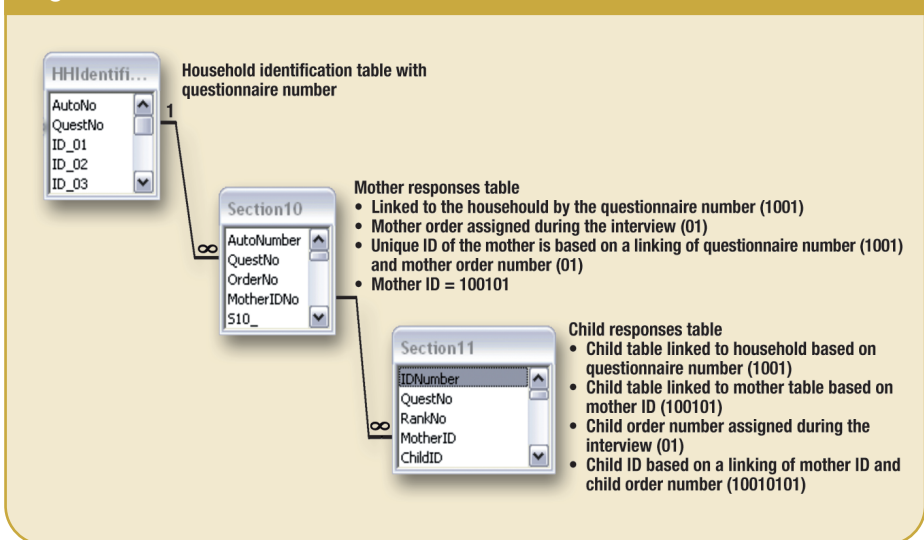 HHIdentifi...
AutoNo
QuestNo
ID_01
ID_02
ID_03
1
Household identification table with
questionnaire number
∞
Section10
AutoNumber
QuestNo
OrderNo
MotherIDNo
S10_
Mother responses table
• Linked to the househould by the questionnaire number (1001)
• Mother order assigned during the interview (01)
• Unique ID of the mother is based on a linking of questionnaire number (1001)
and mother order number (01)
• Mother ID = 100101
∞
Section11
IDNumber
QuestNo
RankNo
MotherID
ChildID
Child responses table
• Child table linked to household based on
questionnaire number (1001)
• Child table linked to mother table based on
mother ID (100101)
• Child order number assigned during the
interview (01)
• Child ID based on a linking of mother ID and
child order number (10010101)